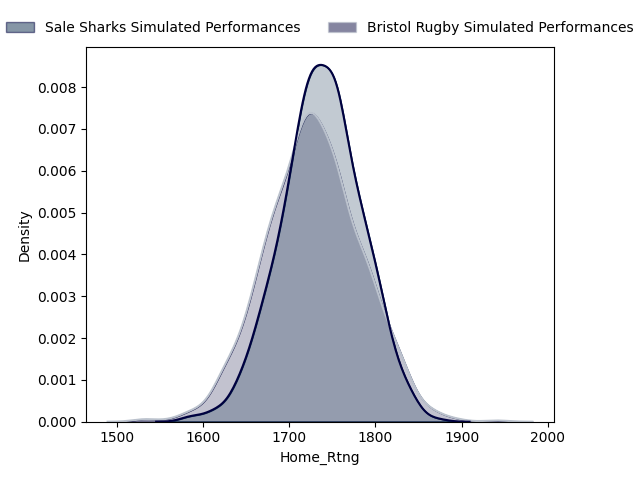 Sale Sharks Simulated Performances Bristol Rugby Simulated Performances
0.008
0.007
0.006
0.005
0.004
0.003
0.002
0.001
0.000
Density
1500 1600 1700 1800 1900 2000
Home_Rtng